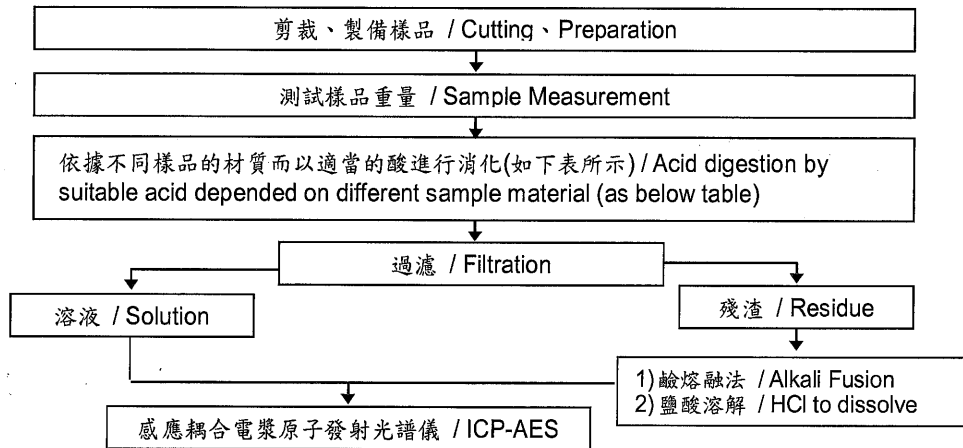 剪裁、製備樣品 / Cutting、Preparation
測試樣品重量 / Sample Measurement
依據不同樣品的材質而以適當的酸進行消化(如下表所示) / Acid digestion by
suitable acid depended on different sample material (as below table)
過濾 / Filtration
溶液 / Solution
殘渣 / Residue
1) 鹼熔融法 / Alkali Fusion
2) 鹽酸溶解 / HCl to dissolve
感應耦合電漿原子發射光譜儀 / ICP-AES